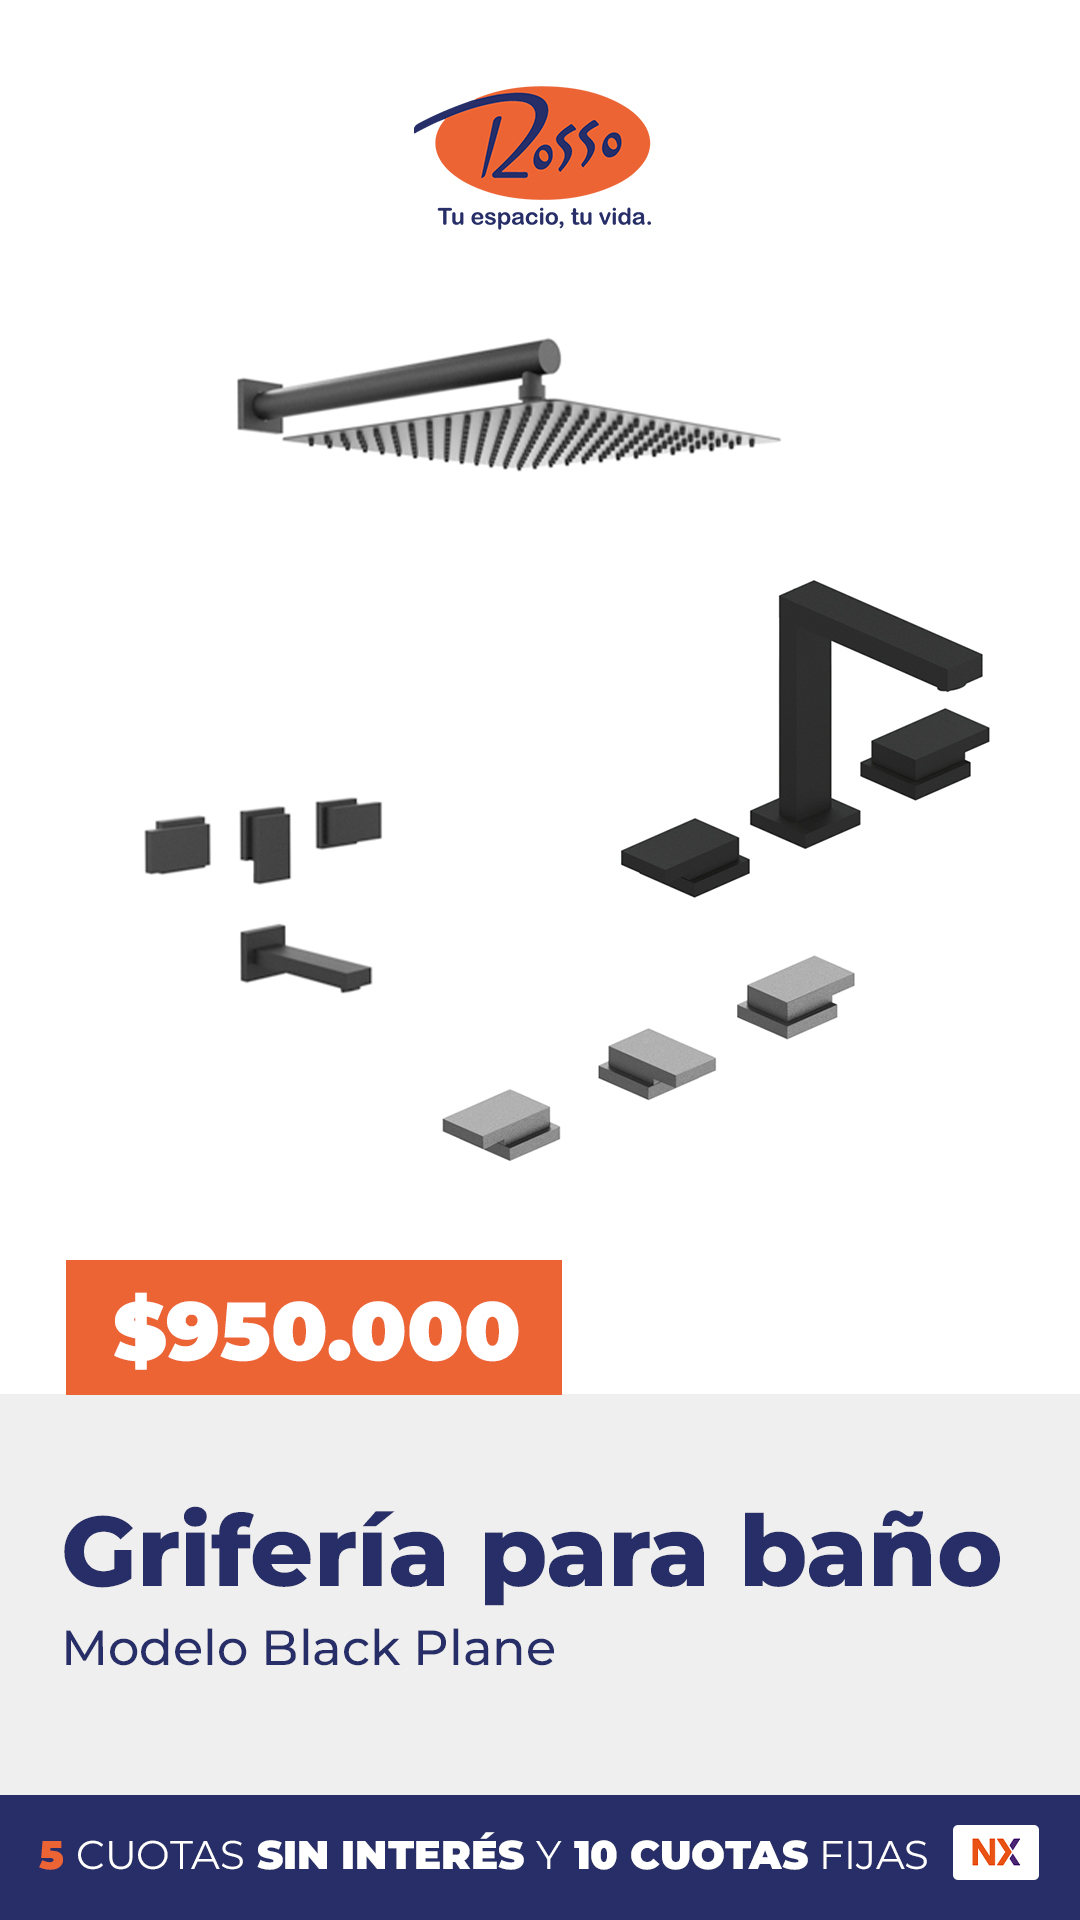 Rosso
Tu espacio, tu vida.
$950.000
Grifería para baño
Modelo Black Plane
5 CUOTAS SIN INTERÉS Y 10 CUOTAS FIJAS NX